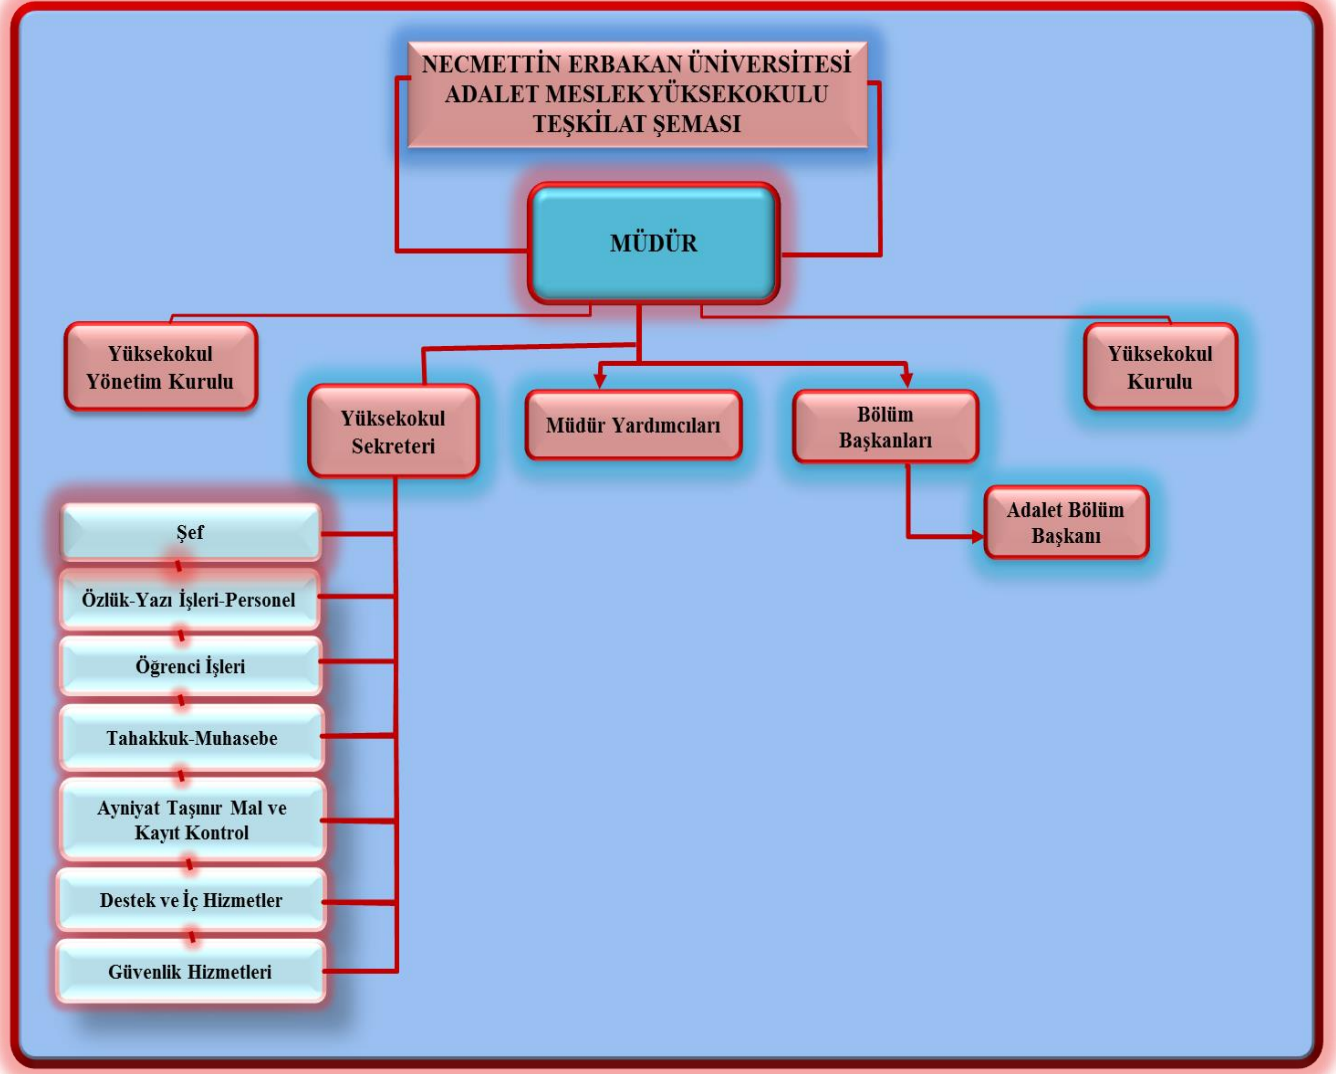 NECMETTİN ERBAKAN ÜNİVERSİTESİ
ADALET MESLEK YÜKSEKOKULU
TEŞKİLAT ŞEMASI
MÜDÜR
Yüksekokul
Yönetim Kurulu
Yüksekokul
Kurulu
Yüksekokul
Sekreteri
Müdür Yardımcıları
Bölüm
Başkanları
Adalet Bölüm
Başkanı
Şef
Özlük-Yazı İşleri-Personel
Öğrenci İşleri
Tahakkuk-Muhasebe
Ayniyat Taşınır Mal ve
Kayıt Kontrol
Destek ve İç Hizmetler
Güvenlik Hizmetleri